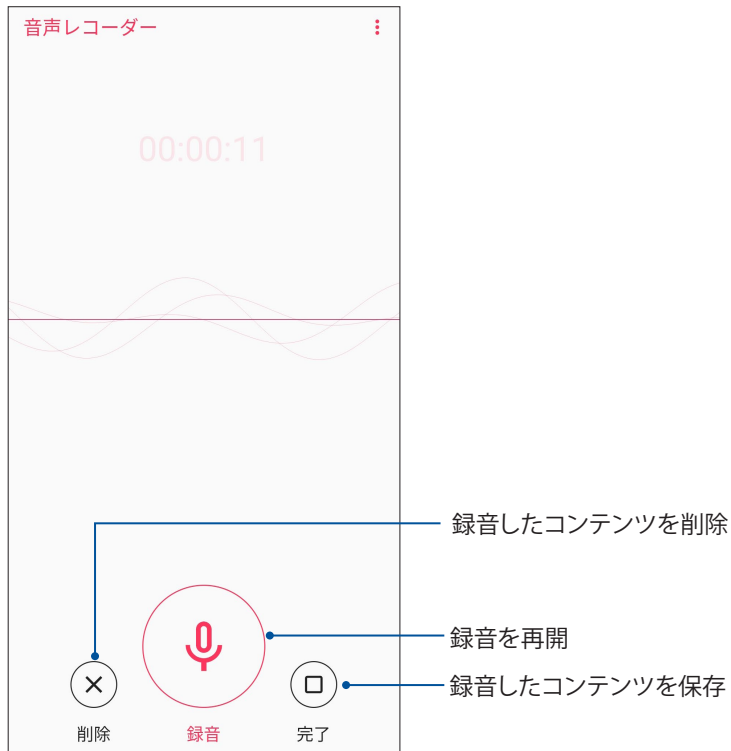 音声レコーダー
00:00:11
録音したコンテンツを削除
録音を再開
録音したコンテンツを保存
削除
録音
完了